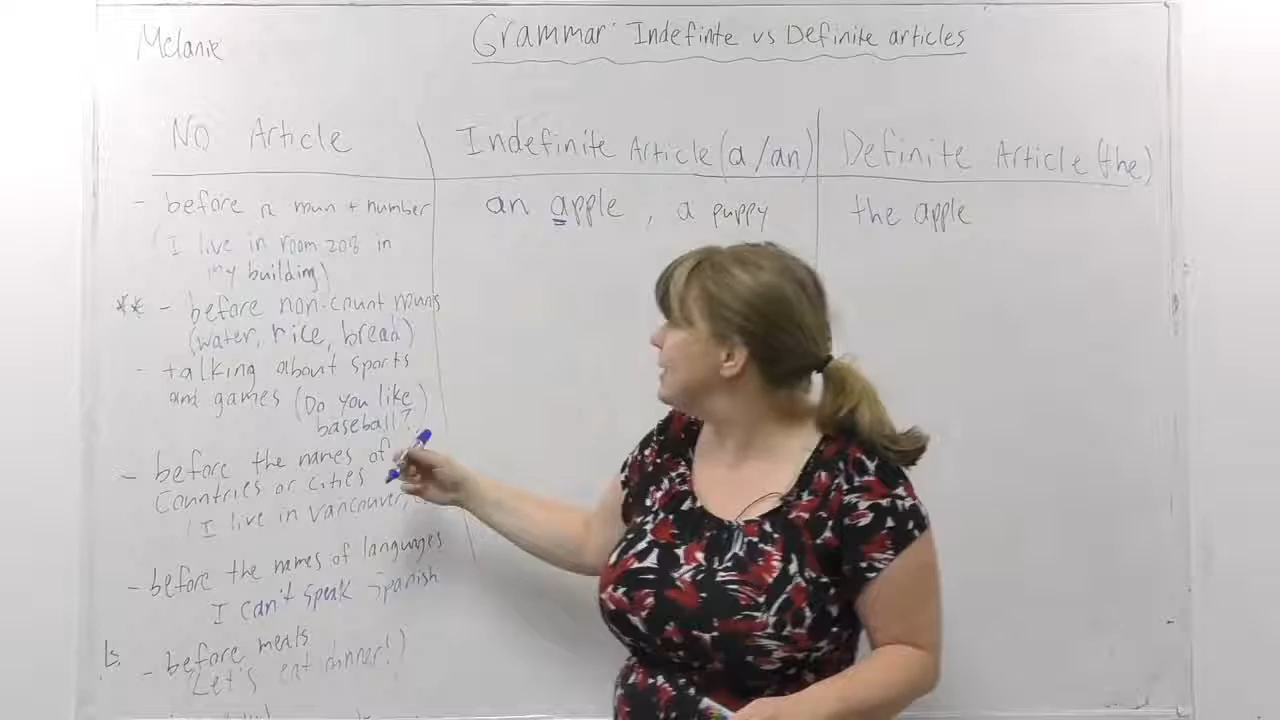 Melanie
Grammar: Indefinite vs Definite articles
No Article
Indefinite Article (a/an)
Definite Article (the)
- before a noun + number
(I live in room 208 in
my building)
** - before non-count nouns
(water, rice, bread)
- talking about sports
and games (Do you like
baseball?
- before the names of
countries or cities
(I live in Vancouver,
- before the names of languages
I can't speak Spanish
- before meals
Let's eat dinner!)
an apple, a puppy
the apple